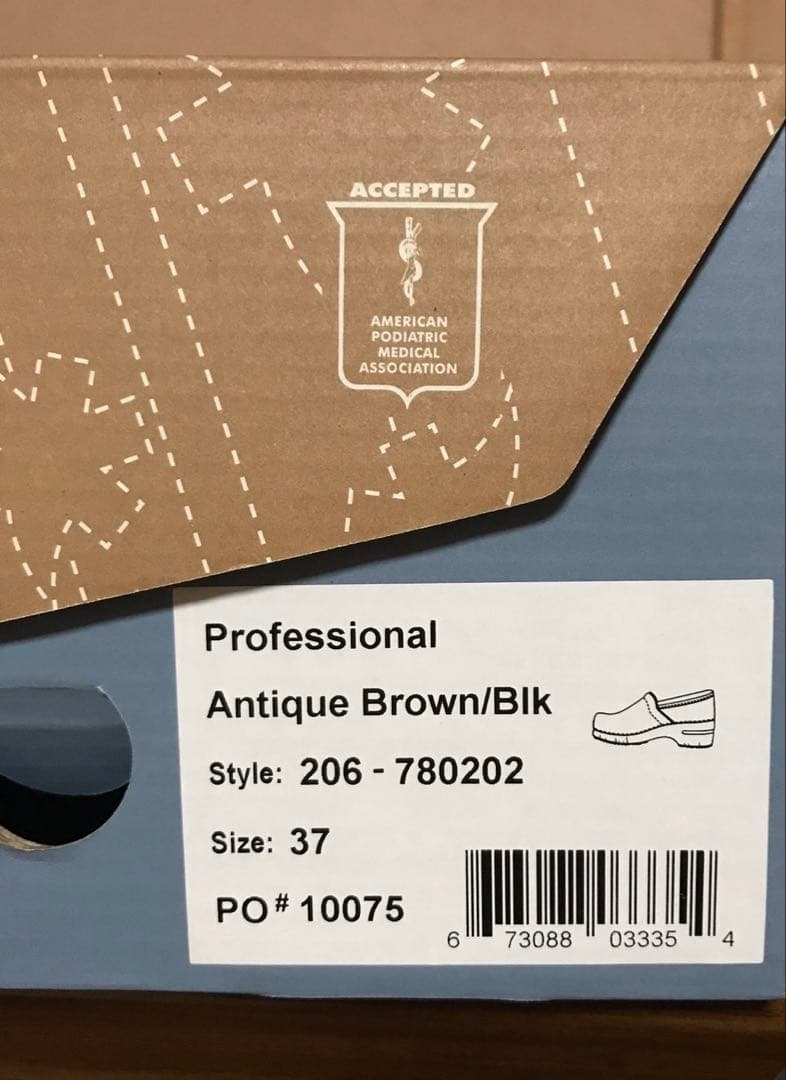 ACCEPTED
AMERICAN
PODIATRIC
MEDICAL
ASSOCIATION
Professional
Antique Brown/Blk
Style: 206 - 780202
Size: 37
PO# 10075
6 73088 03335 4